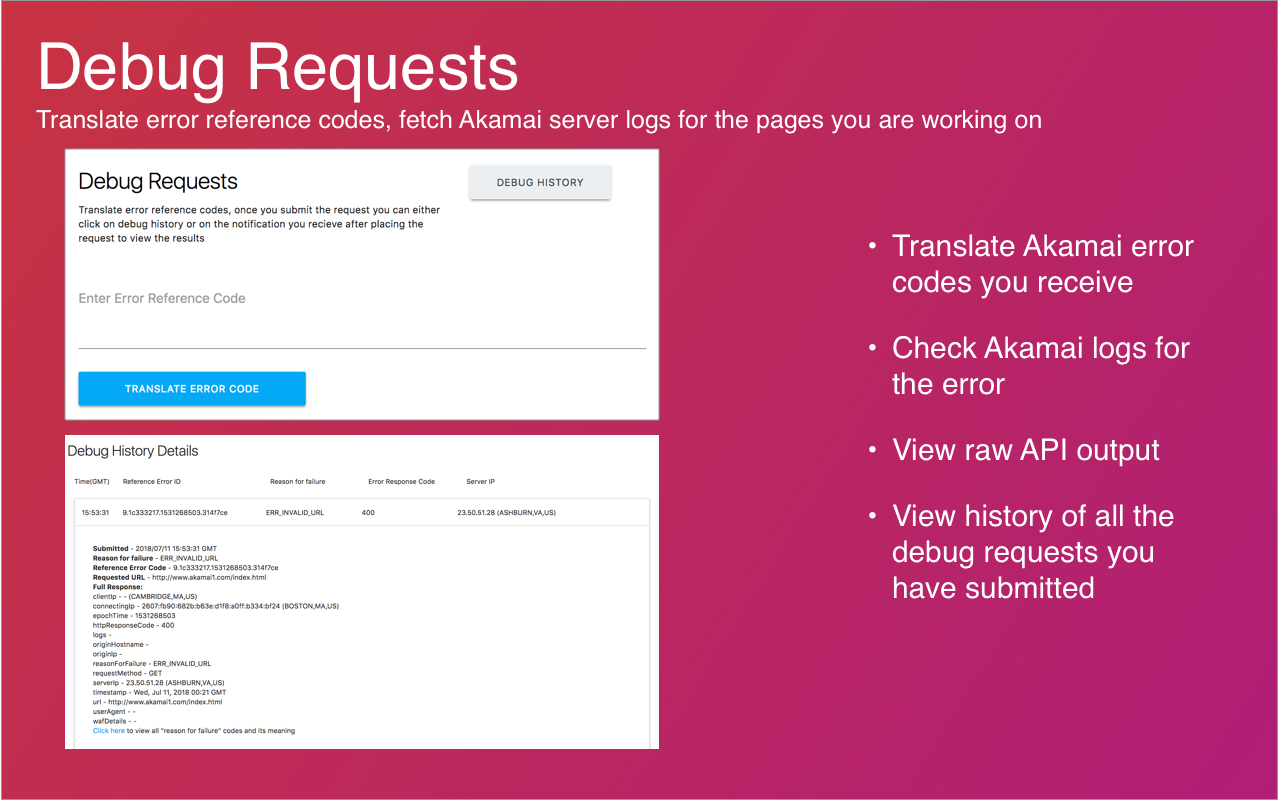 Debug Requests
Translate error reference codes, fetch Akamai server logs for the pages you are working on
Debug Requests
DEBUG HISTORY
Translate error reference codes, once you submit the request you can either
click on debug history or on the notification you recieve after placing the
request to view the results
Enter Error Reference Code
TRANSLATE ERROR CODE
Debug History Details
Time(GMT) Reference Error ID Reason for failure Error Response Code Server IP
15:53:31 9.1c333217.1531268503.314f7ce ERR_INVALID_URL 400 23.50.51.28 (ASHBURN,VA,US)
Submitted - 2018/07/11 15:53:31 GMT
Reason for failure - ERR_INVALID_URL
Reference Error Code - 9.1c333217.1531268503.314f7ce
Requested URL - http://www.akamai1.com/index.html
Full Response:
clientIp - - (CAMBRIDGE,MA,US)
connectingIp - 2607:fb90:682b:b63e:d1f8:a0ff:b334:bf24 (BOSTON,MA,US)
epochTime - 1531268503
httpResponseCode - 400
logs -
originHostname -
originIp -
reasonForFailure - ERR_INVALID_URL
requestMethod - GET
serverIp - 23.50.51.28 (ASHBURN,VA,US)
timestamp - Wed, Jul 11, 2018 00:21 GMT
url - http://www.akamai1.com/index.html
userAgent - -
wafDetails - -
Click here to view all "reason for failure" codes and its meaning
• Translate Akamai error
codes you receive
• Check Akamai logs for
the error
• View raw API output
• View history of all the
debug requests you
have submitted